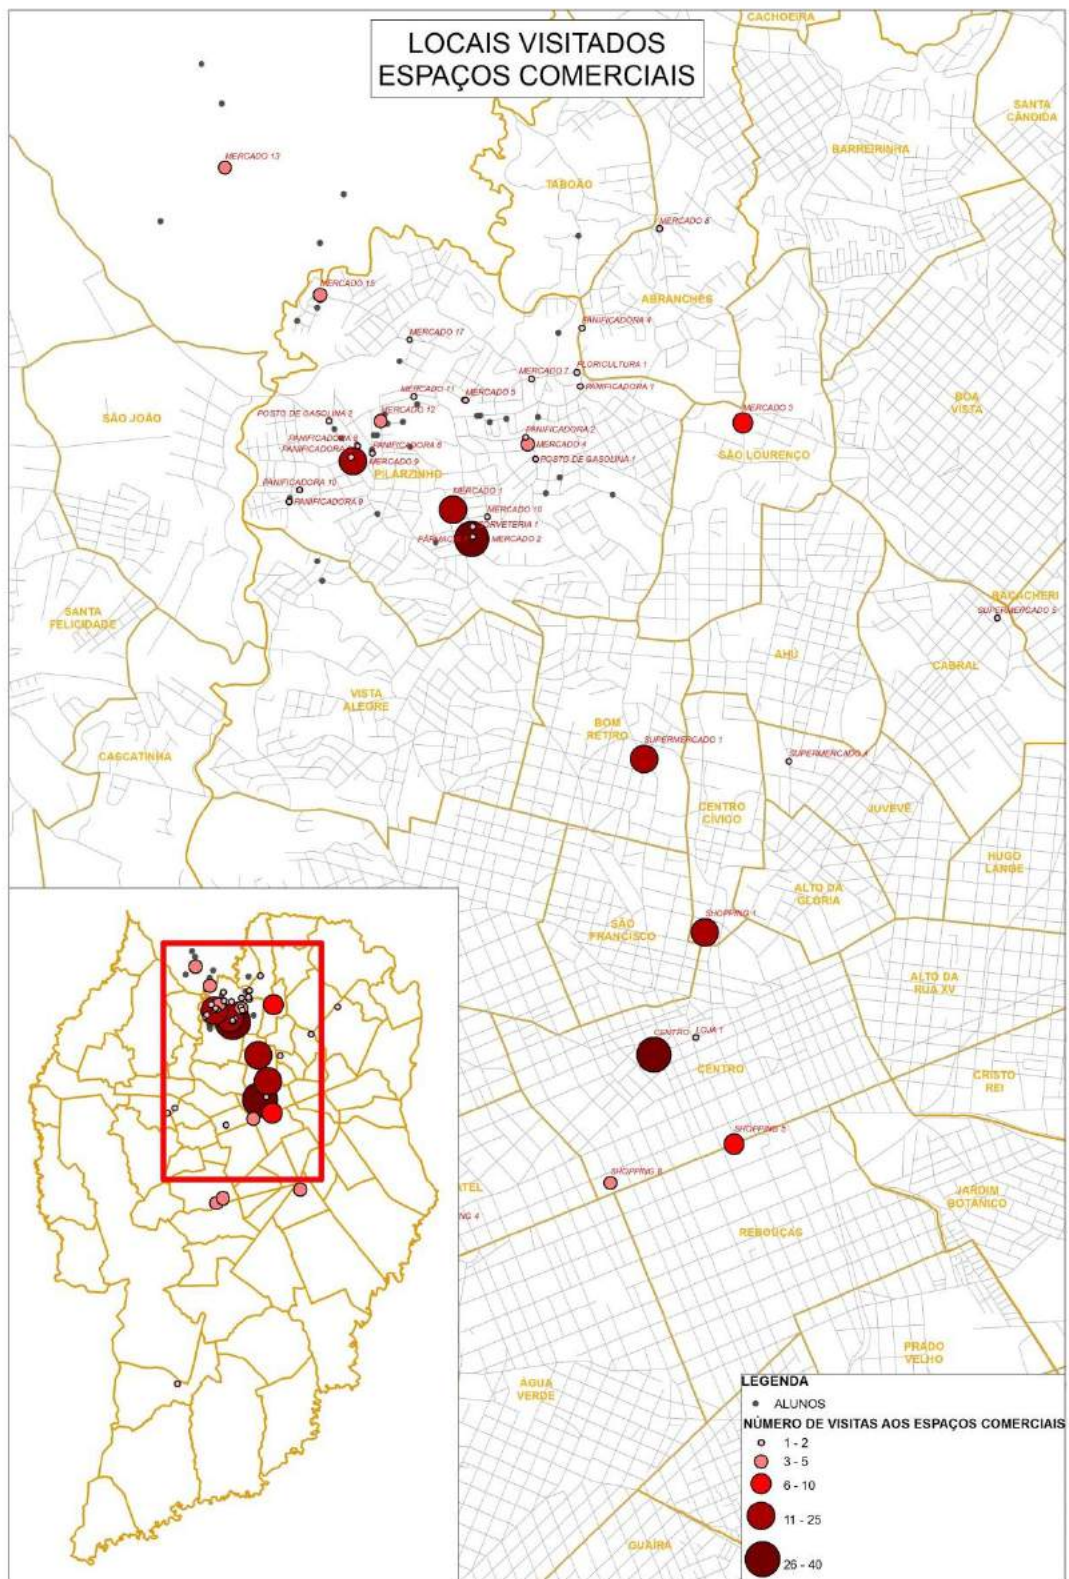 CACHOEIRA
LOCAIS VISITADOS
ESPAÇOS COMERCIAIS
SANTA
CÂNDIDA
BARREIRINHA
MERCADO 13
TABOÃO
MERCADO 8
MERCADO 15
ABRANCHES
PANIFICADORA 4
MERCADO 17
MERCADO 7
FLORICULTURA 1
PANIFICADORA 1
MERCADO 11
MERCADO 5
BOA
VISTA
SÃO JOÃO
POSTO DE GASOLINA 2
MERCADO 12
MERCADO 3
PANIFICADORA 2
PANIFICADORA 6
MERCADO 4
SÃO LOURENÇO
PANIFICADORA
MERCADO 9
POSTO DE GASOLINA 1
PILARZINHO
PANIFICADORA 10
MERCADO 1
PANIFICADORA 9
MERCADO 10
SORVETERIA 1
MERCADO 2
SANTA
FELICIDADE
BACACHERI
SUPERMERCADO 5
AHÚ
CABRAL
VISTA
ALEGRE
BOM
RETIRO
SUPERMERCADO 1
CASCATINHA
SUPERMERCADO 4
CENTRO
CÍVICO
JUVEVÊ
HUGO
LANGE
ALTO DA
GLÓRIA
SHOPPING 1
SÃO
FRANCISCO
ALTO DA
RUA XV
CENTRO
LOJA 1
CENTRO
CRISTO
REI
SHOPPING 5
SHOPPING 6
ATEL
JARDIM
BOTÂNICO
NG 4
REBOUÇAS
PRADO
VELHO
ÁGUA
VERDE
LEGENDA
ALUNOS
NÚMERO DE VISITAS AOS ESPAÇOS COMERCIAIS
1 - 2
3 - 5
6 - 10
11 - 25
GUAÍRA
26 - 40